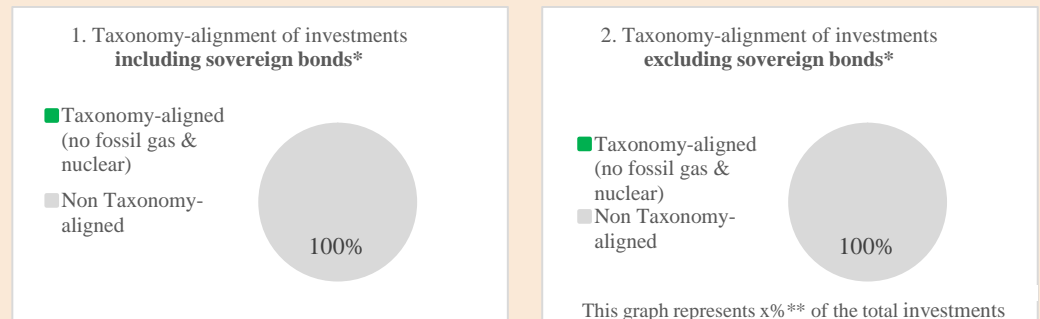 1. Taxonomy-alignment of investments
including sovereign bonds*
Taxonomy-aligned
(no fossil gas &
nuclear)
Non Taxonomy-
aligned
100%
2. Taxonomy-alignment of investments
excluding sovereign bonds*
Taxonomy-aligned
(no fossil gas &
nuclear)
Non Taxonomy-
aligned
100%
This graph represents x%** of the total investments